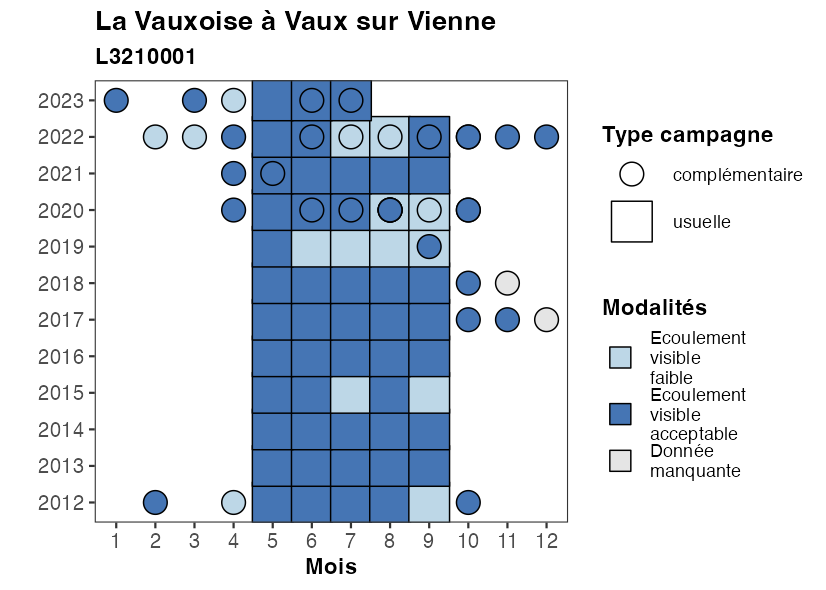 La Vauxoise à Vaux sur Vienne
L3210001
2023
2022
2021
2020
2019
2018
2017
2016
2015
2014
2013
2012
1 2 3 4 5 6 7 8 9 10 11 12
Mois
Type campagne
complémentaire
usuelle
Modalités
Ecoulement
visible
faible
Ecoulement
visible
acceptable
Donnée
manquante